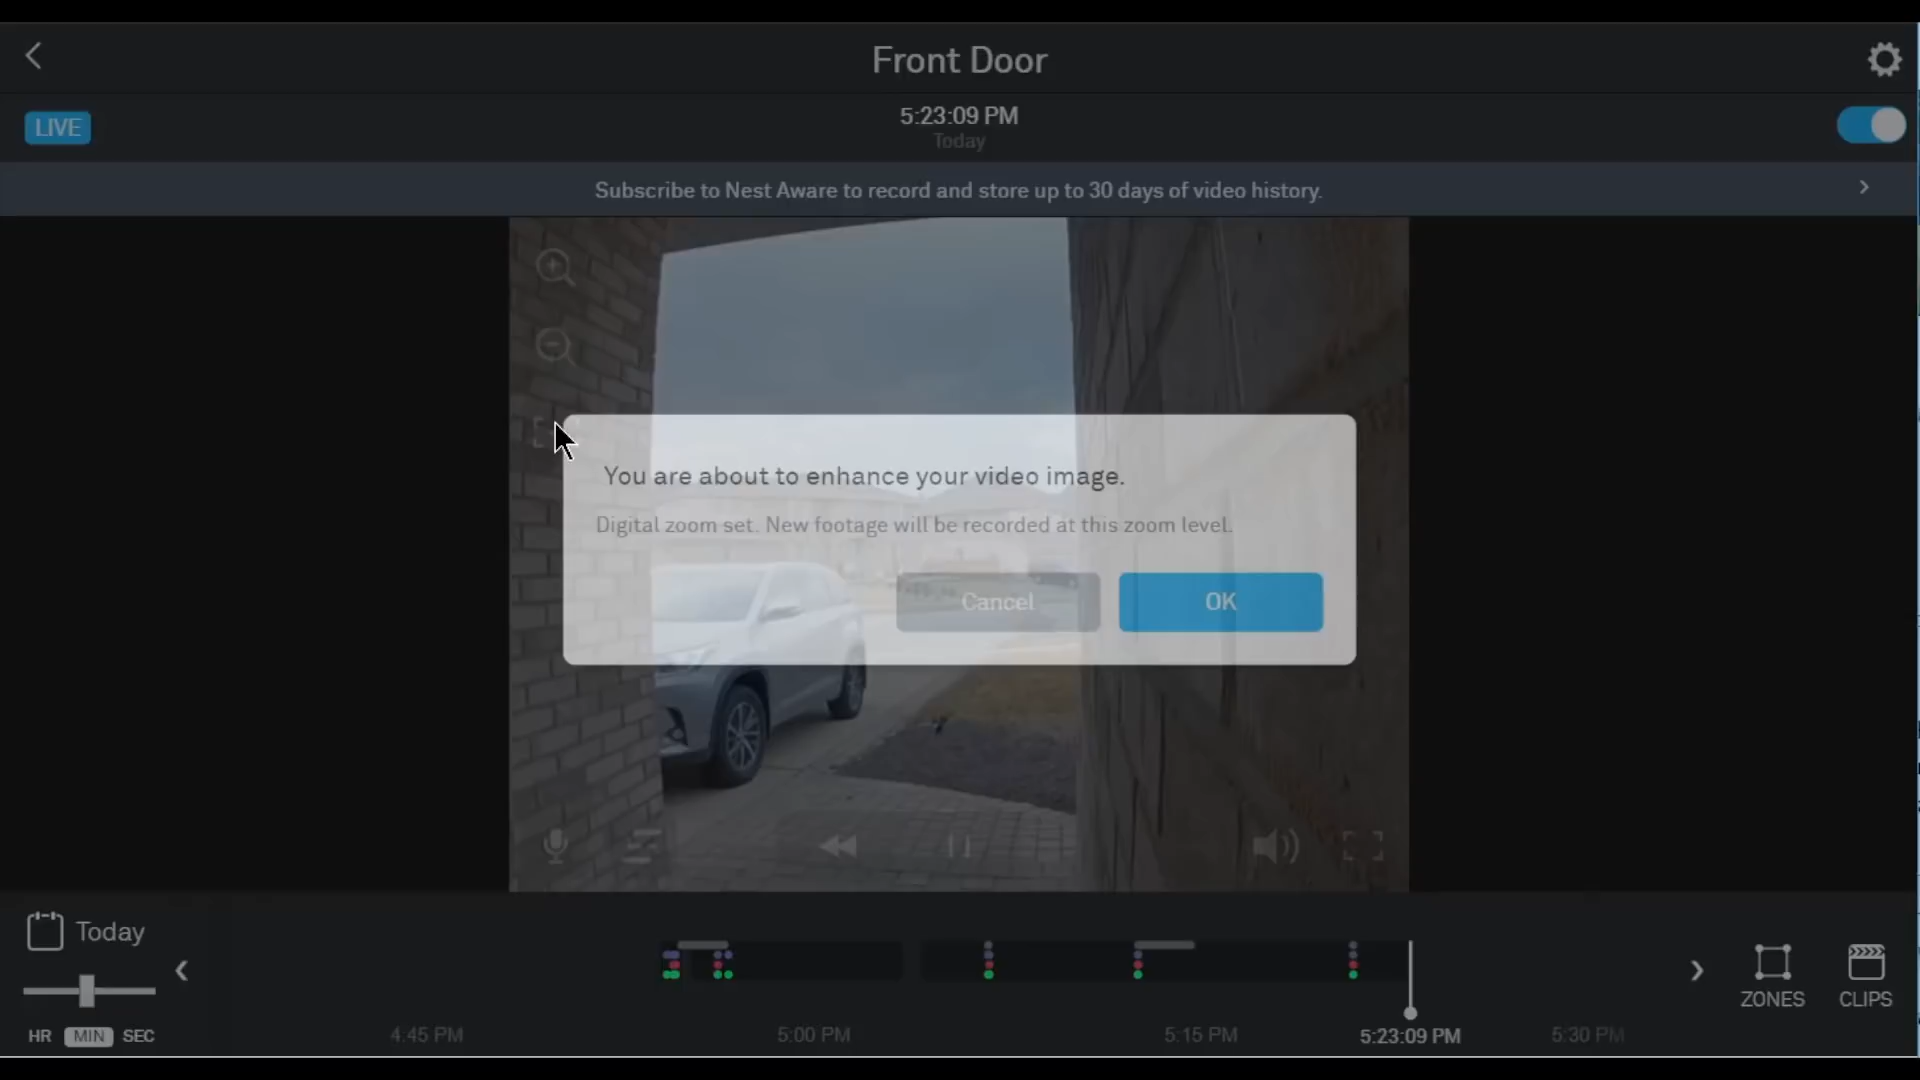 Front Door
LIVE
5:23:09 PM
Today
Subscribe to Nest Aware to record and store up to 30 days of video history.
You are about to enhance your video image.
Digital zoom set. New footage will be recorded at this zoom level.
Cancel
OK
Today
ZONES
CLIPS
HR MIN SEC
4:45 PM
5:00 PM
5:15 PM
5:23:09 PM
5:30 PM